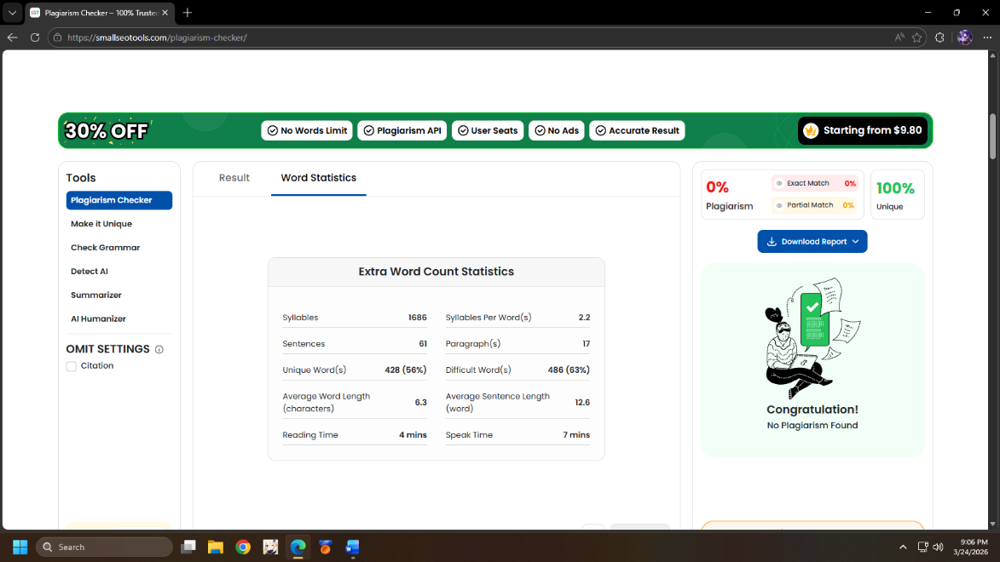 Plagiarism Checker – 100% Trusted
https://smallseotools.com/plagiarism-checker/
30% OFF
No Words Limit
Plagiarism API
User Seats
No Ads
Accurate Result
Starting from $9.80
Tools
Plagiarism Checker
Make it Unique
Check Grammar
Detect AI
Summarizer
AI Humanizer
OMIT SETTINGS
Citation
Result
Word Statistics
Extra Word Count Statistics
Syllables 1686
Syllables Per Word(s) 2.2
Sentences 61
Paragraph(s) 17
Unique Word(s) 428 (56%)
Difficult Word(s) 486 (63%)
Average Word Length
(characters) 6.3
Average Sentence Length
(word) 12.6
Reading Time 4 mins
Speak Time 7 mins
0%
Plagiarism
Exact Match 0%
Partial Match 0%
100%
Unique
Download Report
Congratulation!
No Plagiarism Found
Search
9:06 PM
3/24/2026